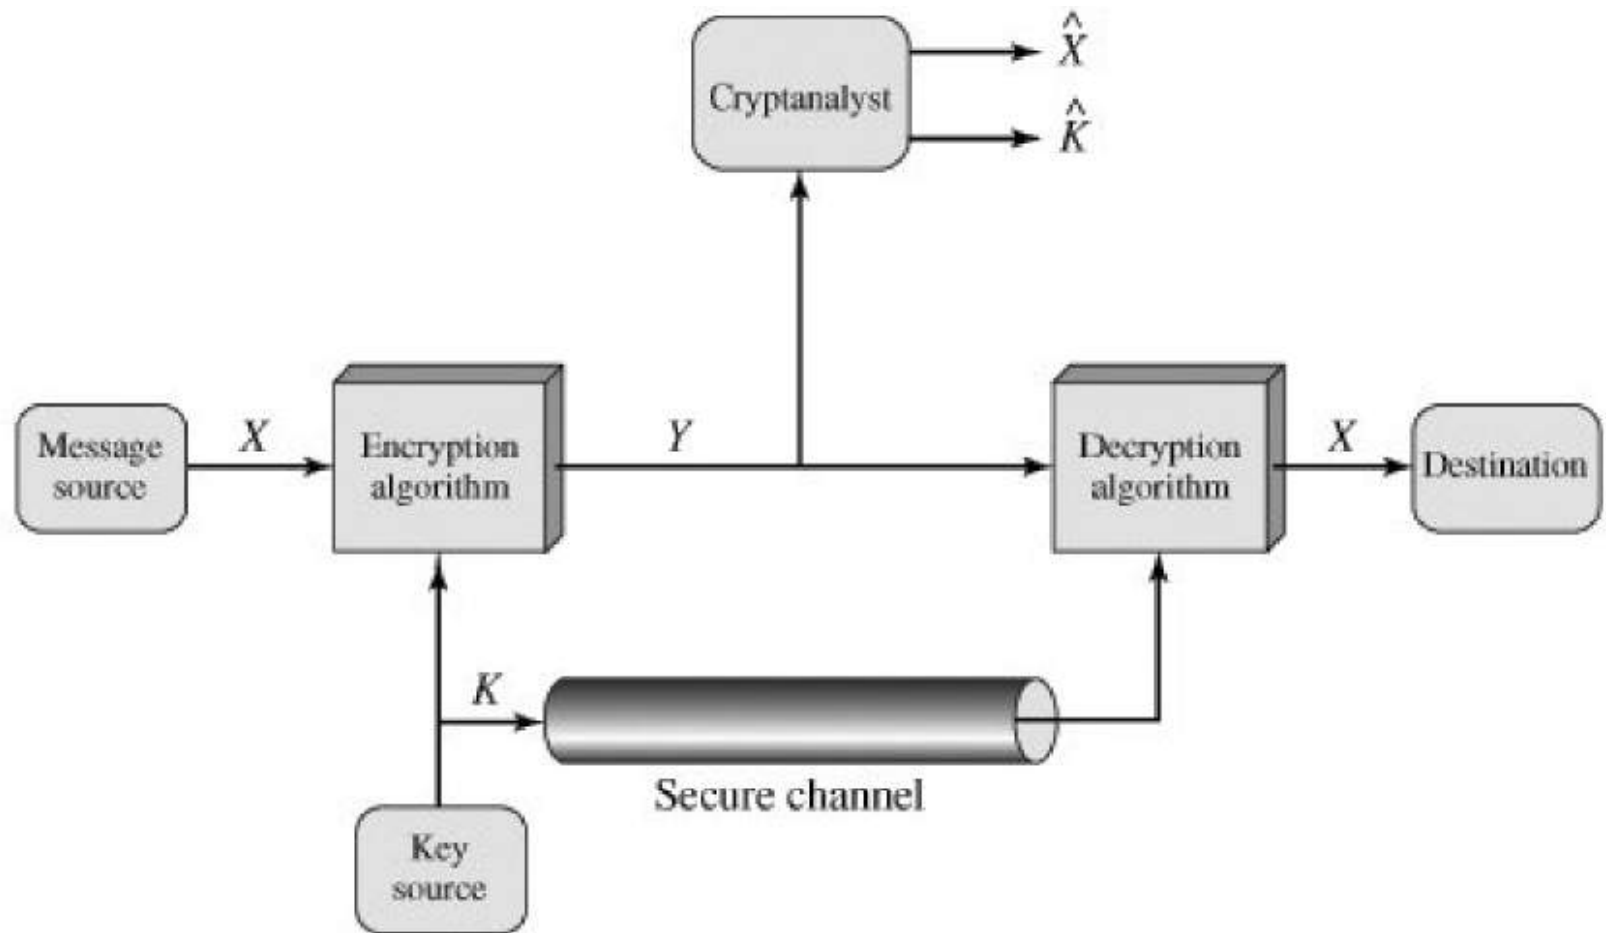 X̂
Cryptanalyst
K̂
Message
source
X
Encryption
algorithm
Y
Decryption
algorithm
X
Destination
K
Secure channel
Key
source